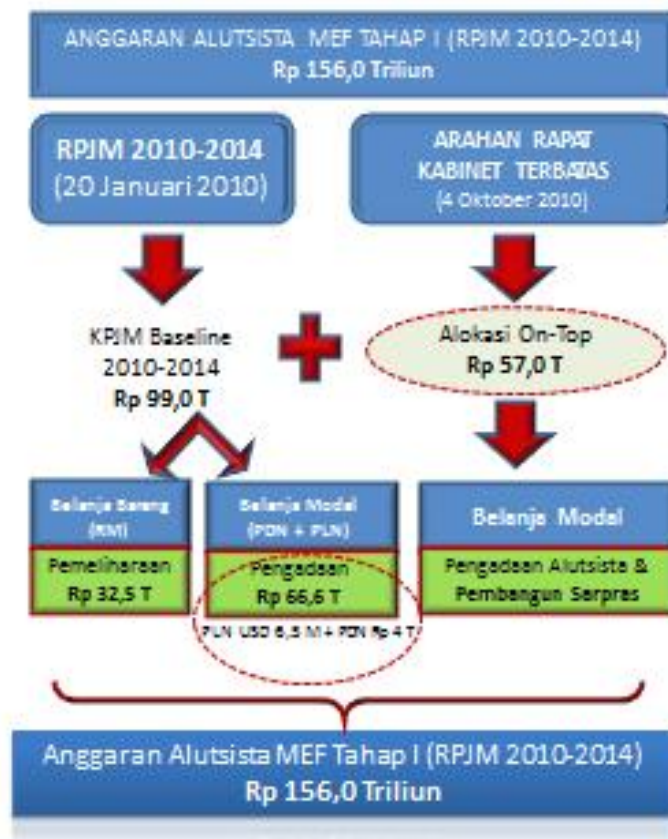 ANGGARAN ALUTSISTA MEF TAHAP I (RPJM 2010-2014)
Rp 156,0 Triliun
RPJM 2010-2014
(20 Januari 2010)
ARAHAN RAPAT
KABINET TERBATAS
(4 Oktober 2010)
KPJM Baseline
2010-2014
Rp 99,0 T
Alokasi On-Top
Rp 57,0 T
Belanja Barang
(RM)
Pemeliharaan
Rp 32,5 T
Belanja Modal
(PDN + PLN)
Pengadaan
Rp 66,6 T
PLN USD 6,5 M + PDN Rp 4 T
Belanja Modal
Pengadaan Alutsista &
Pembangun Sarpras
Anggaran Alutsista MEF Tahap I (RPJM 2010-2014)
Rp 156,0 Triliun